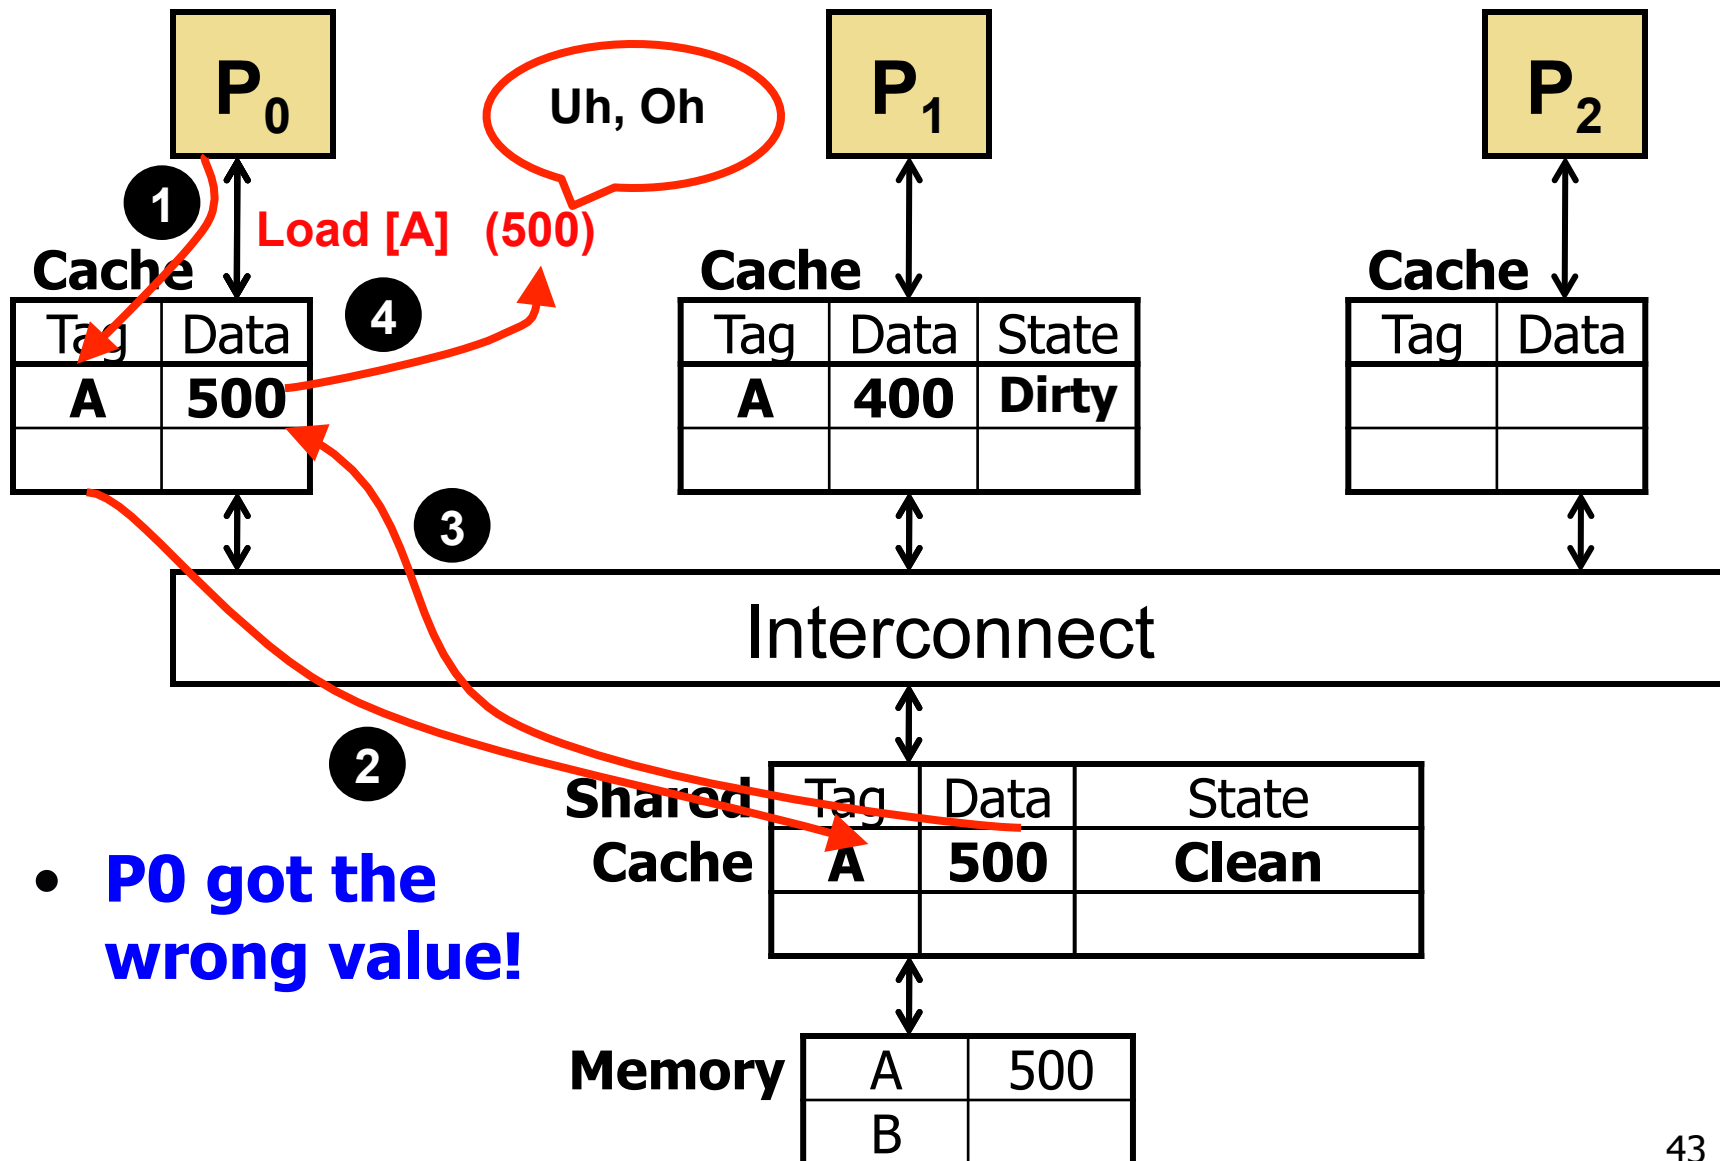 P0 P1 P2
Uh, Oh
1
Load [A] (500)
Cache Cache Cache
4
Tag Data Tag Data State Tag Data
A 500 A 400 Dirty
3
Interconnect
2
Shared Tag Data State
Cache A 500 Clean
• P0 got the
wrong value!
Memory A 500
B
43